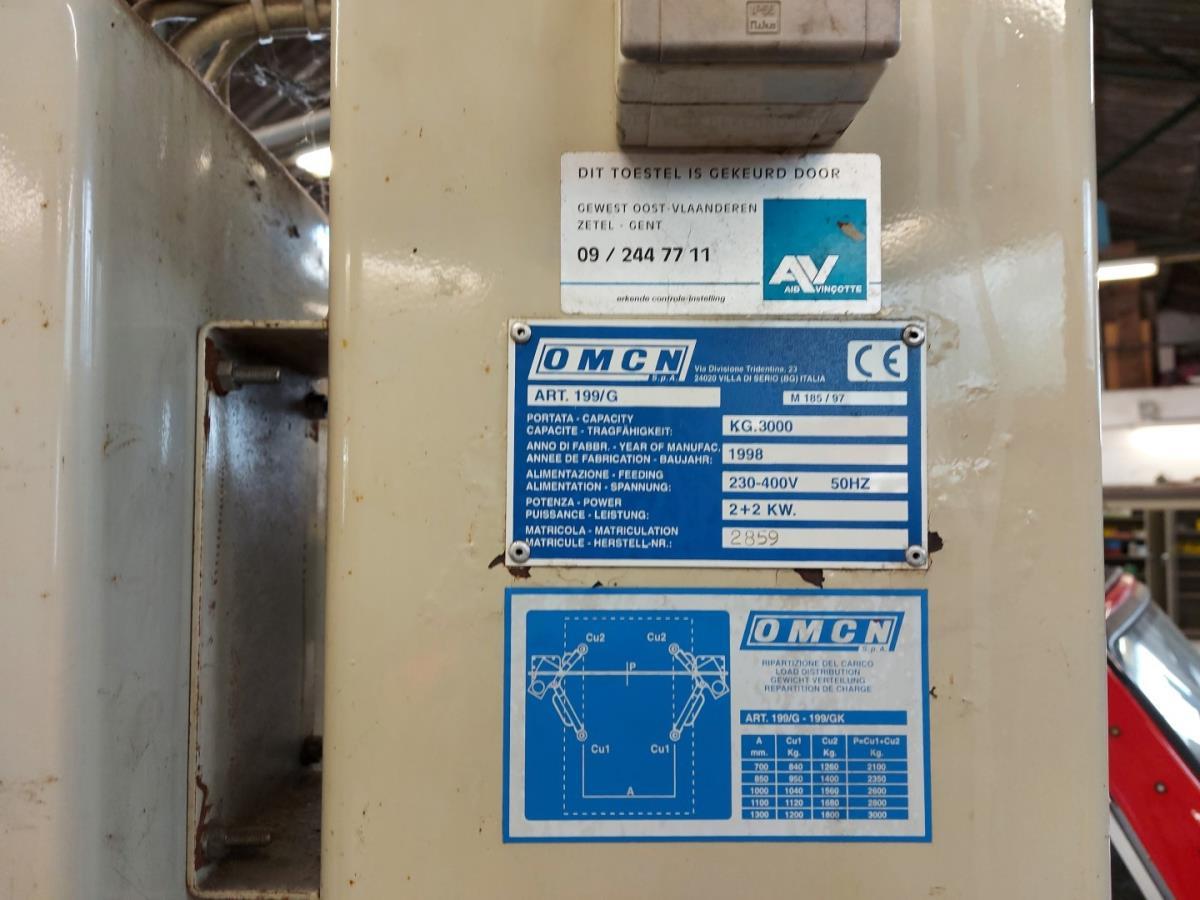 Niko
DIT TOESTEL IS GEKEURD DOOR
GEWEST OOST-VLAANDEREN
ZETEL - GENT
09 / 244 77 11
AV
AIB VINÇOTTE
erkende controle-instelling
OMCN
S.p.A.
Via Divisione Tridentina, 23
24020 VILLA DI SERIO (BG) ITALIA
CE
ART. 199/G
M 185 / 97
PORTATA - CAPACITY
CAPACITE - TRAGFÄHIGKEIT:
KG.3000
ANNO DI FABBR. - YEAR OF MANUFAC.
ANNEE DE FABRICATION - BAUJAHR:
1998
ALIMENTAZIONE - FEEDING
ALIMENTATION - SPANNUNG:
230-400V 50HZ
POTENZA - POWER
PUISSANCE - LEISTUNG:
2+2 KW.
MATRICOLA - MATRICULATION
MATRICULE - HERSTELL-NR.:
2859
Cu2 Cu2
P
Cu1 Cu1
A
OMCN
S.p.A.
RIPARTIZIONE DEL CARICO
LOAD DISTRIBUTION
GEWICHT VERTEILUNG
REPARTITION DE CHARGE
ART. 199/G - 199/GK
A Cu1 Cu2 P=Cu1+Cu2
mm. Kg. Kg. Kg.
700 840 1260 2100
850 950 1400 2350
1000 1040 1560 2600
1100 1120 1680 2800
1300 1200 1800 3000